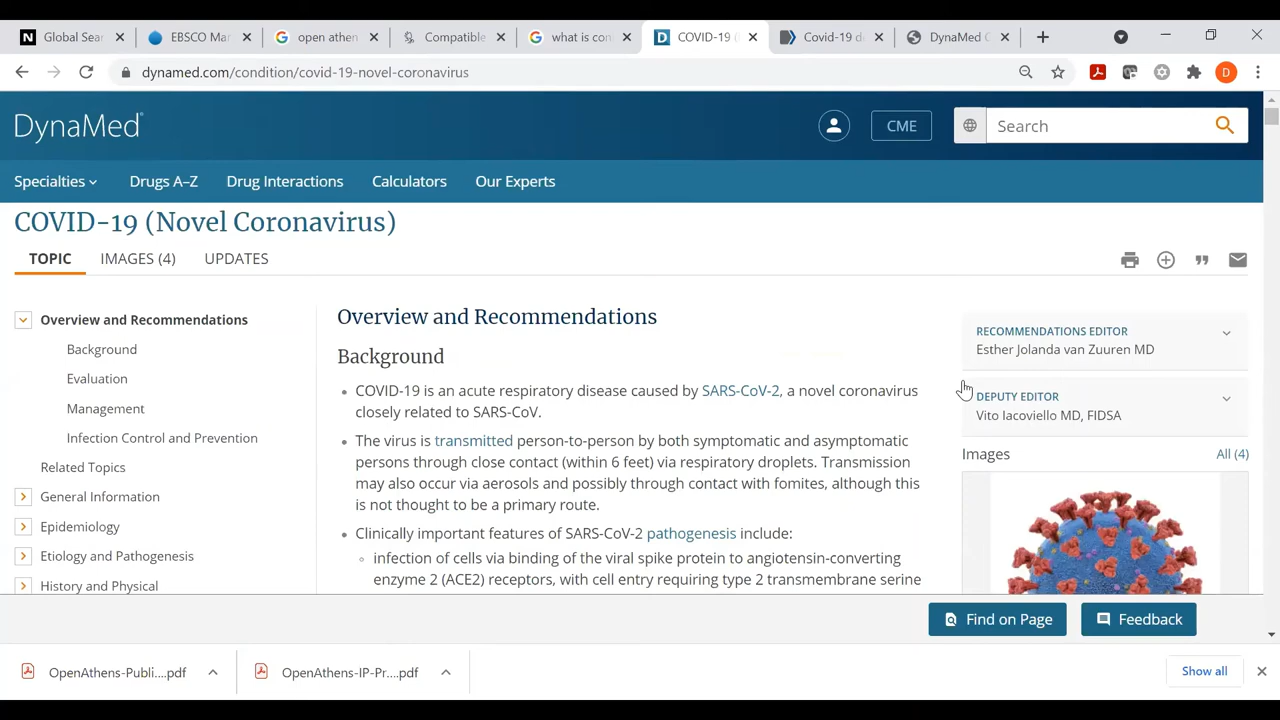 Global Sea
EBSCO Mar
open athen
Compatible
what is con
COVID-19 (
Covid-19 d
DynaMed C
dynamed.com/condition/covid-19-novel-coronavirus
D
DynaMed
CME
Search
Specialties
Drugs A–Z
Drug Interactions
Calculators
Our Experts
COVID-19 (Novel Coronavirus)
TOPIC
IMAGES (4)
UPDATES
Overview and Recommendations
Background
Evaluation
Management
Infection Control and Prevention
Related Topics
General Information
Epidemiology
Etiology and Pathogenesis
History and Physical
Overview and Recommendations
Background
COVID-19 is an acute respiratory disease caused by SARS-CoV-2, a novel coronavirus
closely related to SARS-CoV.
The virus is transmitted person-to-person by both symptomatic and asymptomatic
persons through close contact (within 6 feet) via respiratory droplets. Transmission
may also occur via aerosols and possibly through contact with fomites, although this
is not thought to be a primary route.
Clinically important features of SARS-CoV-2 pathogenesis include:
infection of cells via binding of the viral spike protein to angiotensin-converting
enzyme 2 (ACE2) receptors, with cell entry requiring type 2 transmembrane serine
RECOMMENDATIONS EDITOR
Esther Jolanda van Zuuren MD
DEPUTY EDITOR
Vito Iacoviello MD, FIDSA
Images
All (4)
Find on Page
Feedback
OpenAthens-Publi....pdf
OpenAthens-IP-Pr....pdf
Show all